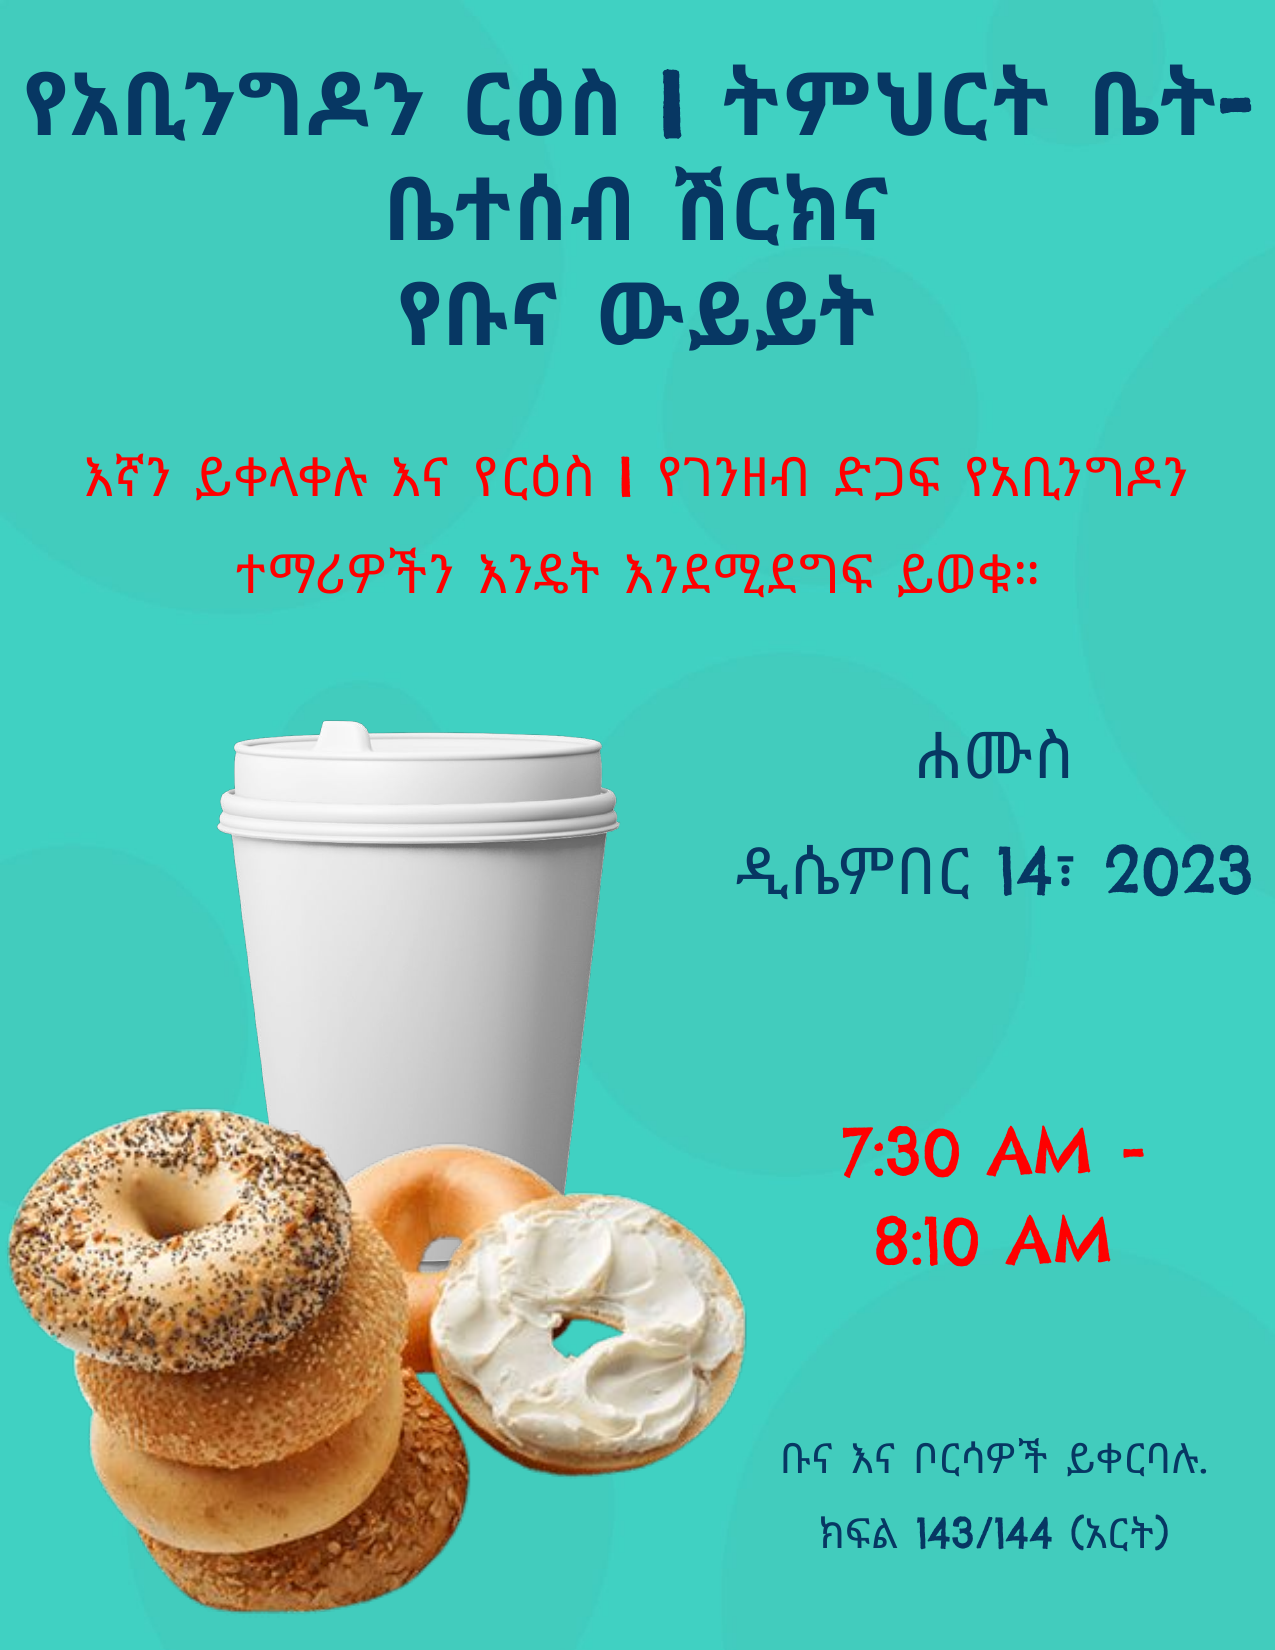 የአቢንግዶን ርዕስ I ትምህርት ቤት-
ቤተሰብ ሽርክና
የቡና ውይይት
እኛን ይቀላቀሉ እና የርዕስ I የገንዘብ ድጋፍ የአቢንግዶን
ተማሪዎችን እንዴት እንደሚደግፍ ይወቁ።
ሐሙስ
ዲሴምበር 14፣ 2023
7:30 AM -
8:10 AM
ቡና እና ቦርሳዎች ይቀርባሉ.
ክፍል 143/144 (አርት)